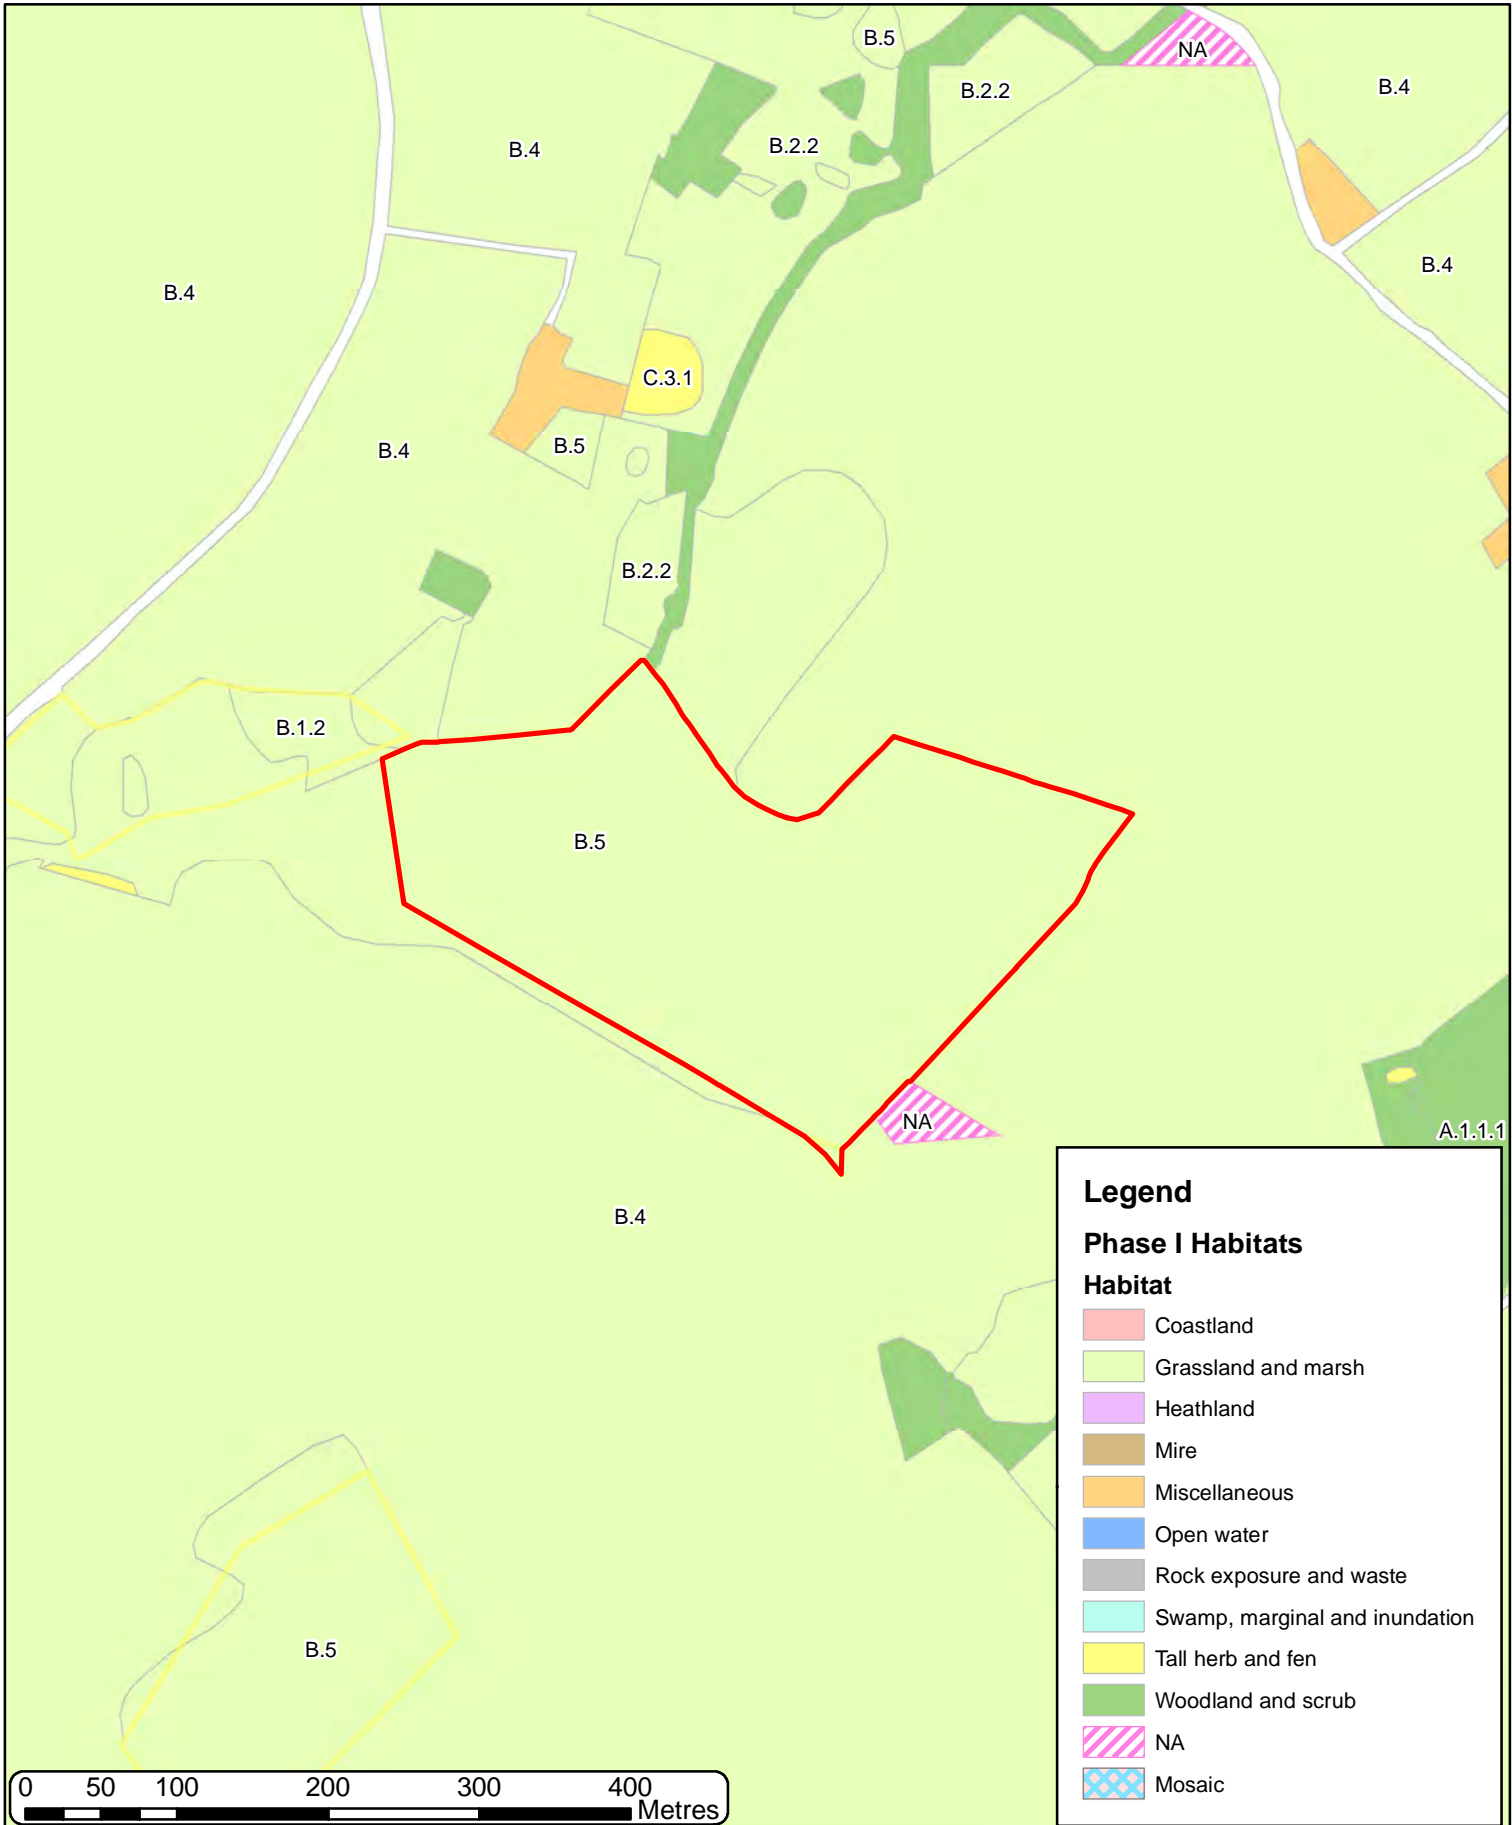 B.5
NA
B.2.2
B.4
B.4
B.2.2
B.4
B.4
C.3.1
B.4
B.5
B.2.2
B.1.2
B.5
NA
A.1.1.1
B.4
B.5
Legend
Phase I Habitats
Habitat
Coastland
Grassland and marsh
Heathland
Mire
Miscellaneous
Open water
Rock exposure and waste
Swamp, marginal and inundation
Tall herb and fen
Woodland and scrub
NA
Mosaic
0 50 100 200 300 400
Metres